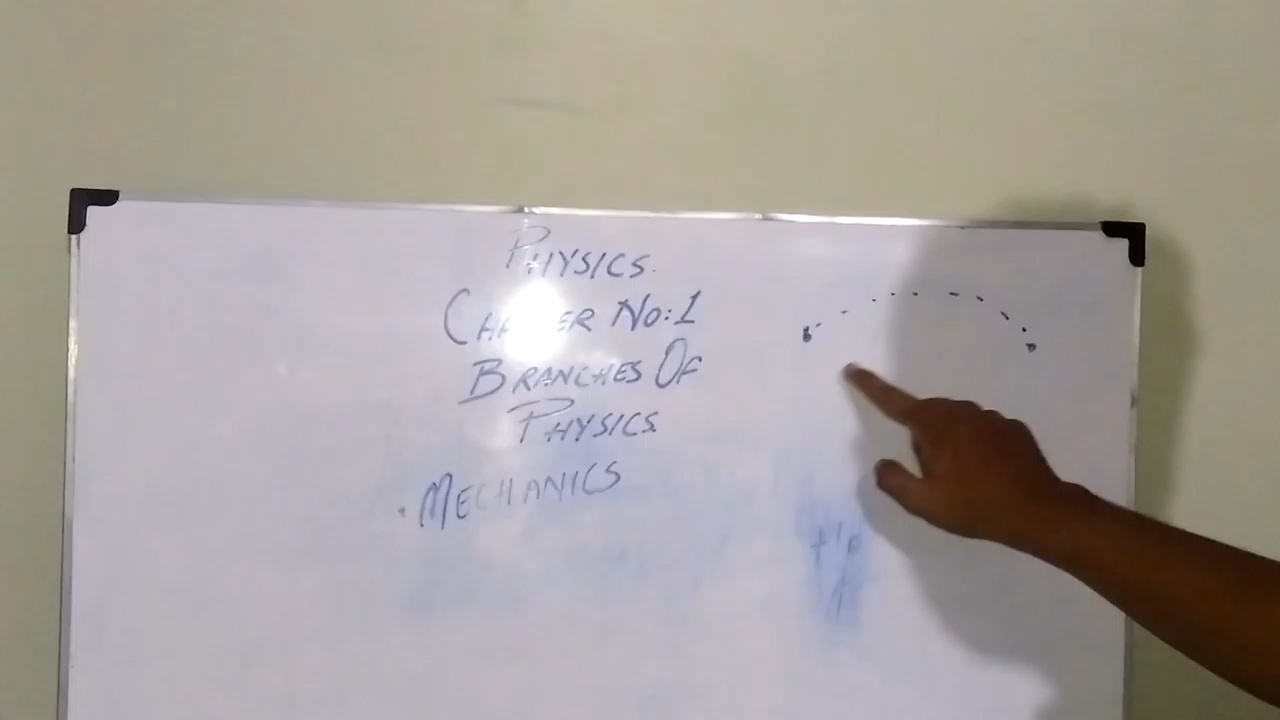 PHYSICS.
CHAPTER No:1
BRANCHES OF
PHYSICS.
. MECHANICS